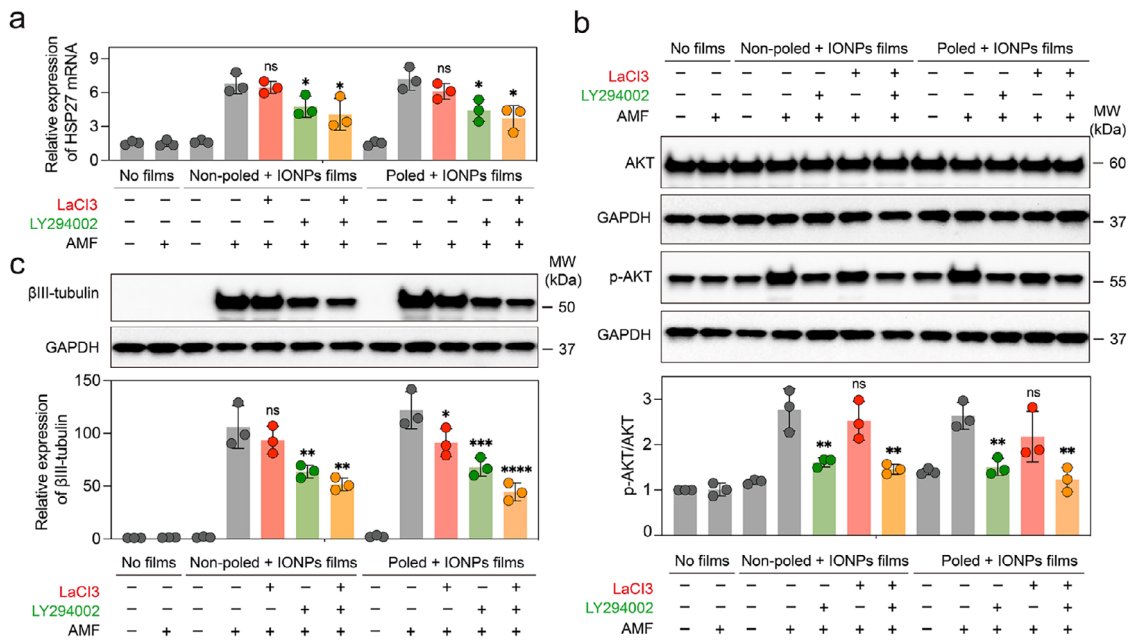 a
Relative expression
of HSP27 mRNA
9
6
3
0
ns
*
*
ns
*
*
No films
Non-poled + IONPs films
Poled + IONPs films
LaCl3 − − − − + − + − − + − +
LY294002 − − − − − + + − − − + +
AMF − + − + + + + − + + + +
b
No films
Non-poled + IONPs films
Poled + IONPs films
LaCl3 − − − − − + + − − − + +
LY294002 − − − − + − + − − + − +
AMF − + − + + + + − + + + +
MW
(kDa)
AKT
60
GAPDH
37
p-AKT
55
GAPDH
37
p-AKT/AKT
3
2
1
0
**
ns
**
**
ns
**
No films
Non-poled + IONPs films
Poled + IONPs films
LaCl3 − − − − − + + − − − + +
LY294002 − − − − + − + − − + − +
AMF − + − + + + + − + + + +
c
MW
(kDa)
βIII-tubulin
50
GAPDH
37
Relative expression
of βIII-tubulin
150
100
50
0
ns
**
**
*
***
****
No films
Non-poled + IONPs films
Poled + IONPs films
LaCl3 − − − − + − + − − + − +
LY294002 − − − − − + + − − − + +
AMF − + − + + + + − + + + +